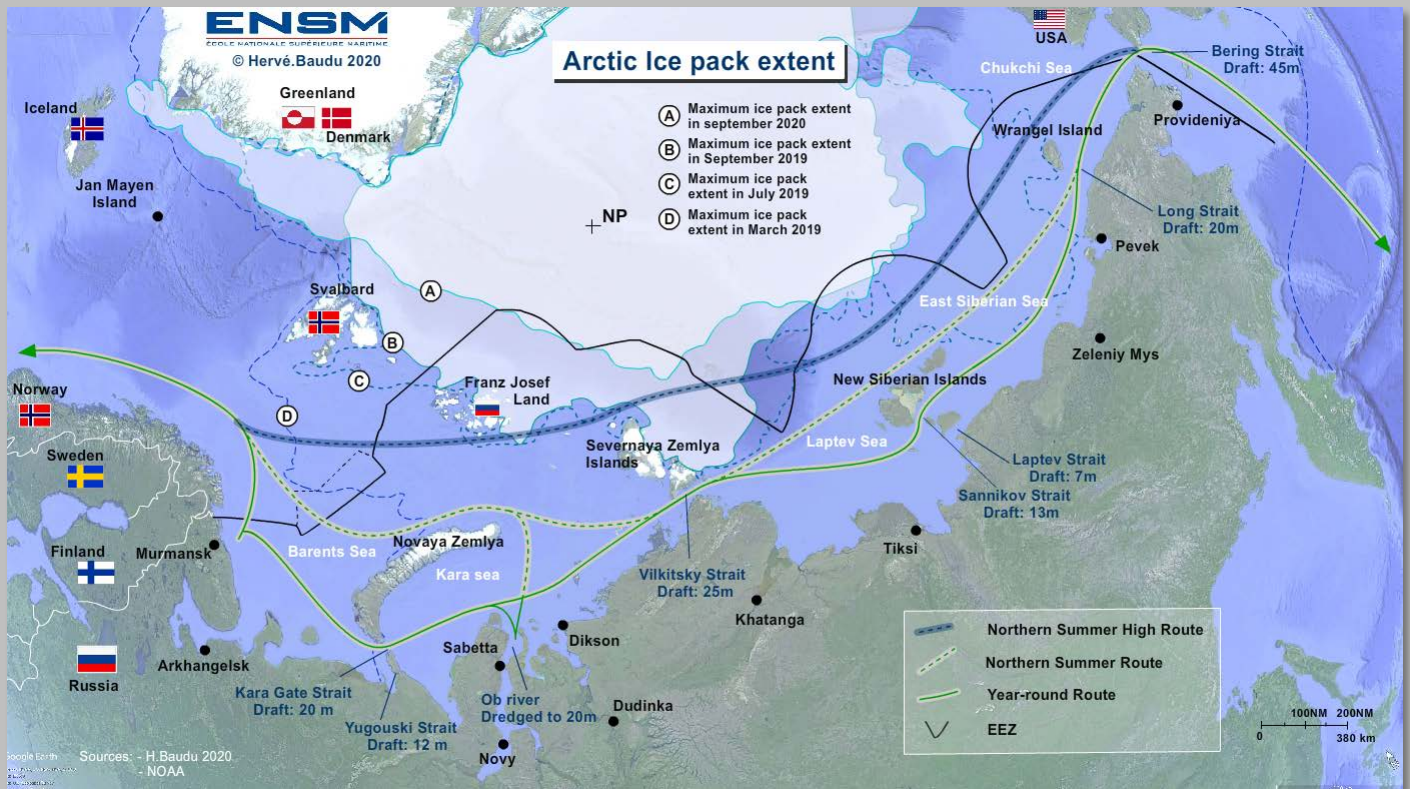 ENSM
ÉCOLE NATIONALE SUPÉRIEURE MARITIME
© Hervé.Baudu 2020
Arctic Ice pack extent
A Maximum ice pack extent
in september 2020
B Maximum ice pack extent
in September 2019
C Maximum ice pack
extent in July 2019
D Maximum ice pack
extent in March 2019
USA
Chukchi Sea
Bering Strait
Draft: 45m
Provideniya
Wrangel Island
Iceland
Greenland
Denmark
Jan Mayen
Island
NP
Long Strait
Draft: 20m
Pevek
Svalbard
A
B
C
D
East Siberian Sea
Zeleniy Mys
Norway
Franz Josef
Land
New Siberian Islands
Sweden
Severnaya Zemlya
Islands
Laptev Sea
Laptev Strait
Draft: 7m
Sannikov Strait
Draft: 13m
Finland
Murmansk
Barents Sea
Novaya Zemlya
Kara sea
Tiksi
Vilkitsky Strait
Draft: 25m
Khatanga
Russia
Arkhangelsk
Sabetta
Dikson
Kara Gate Strait
Draft: 20 m
Yugouski Strait
Draft: 12 m
Ob river
Dredged to 20m
Dudinka
Novy
Northern Summer High Route
Northern Summer Route
Year-round Route
EEZ
100NM 200NM
0 380 km
Google Earth
Sources: - H.Baudu 2020
- NOAA